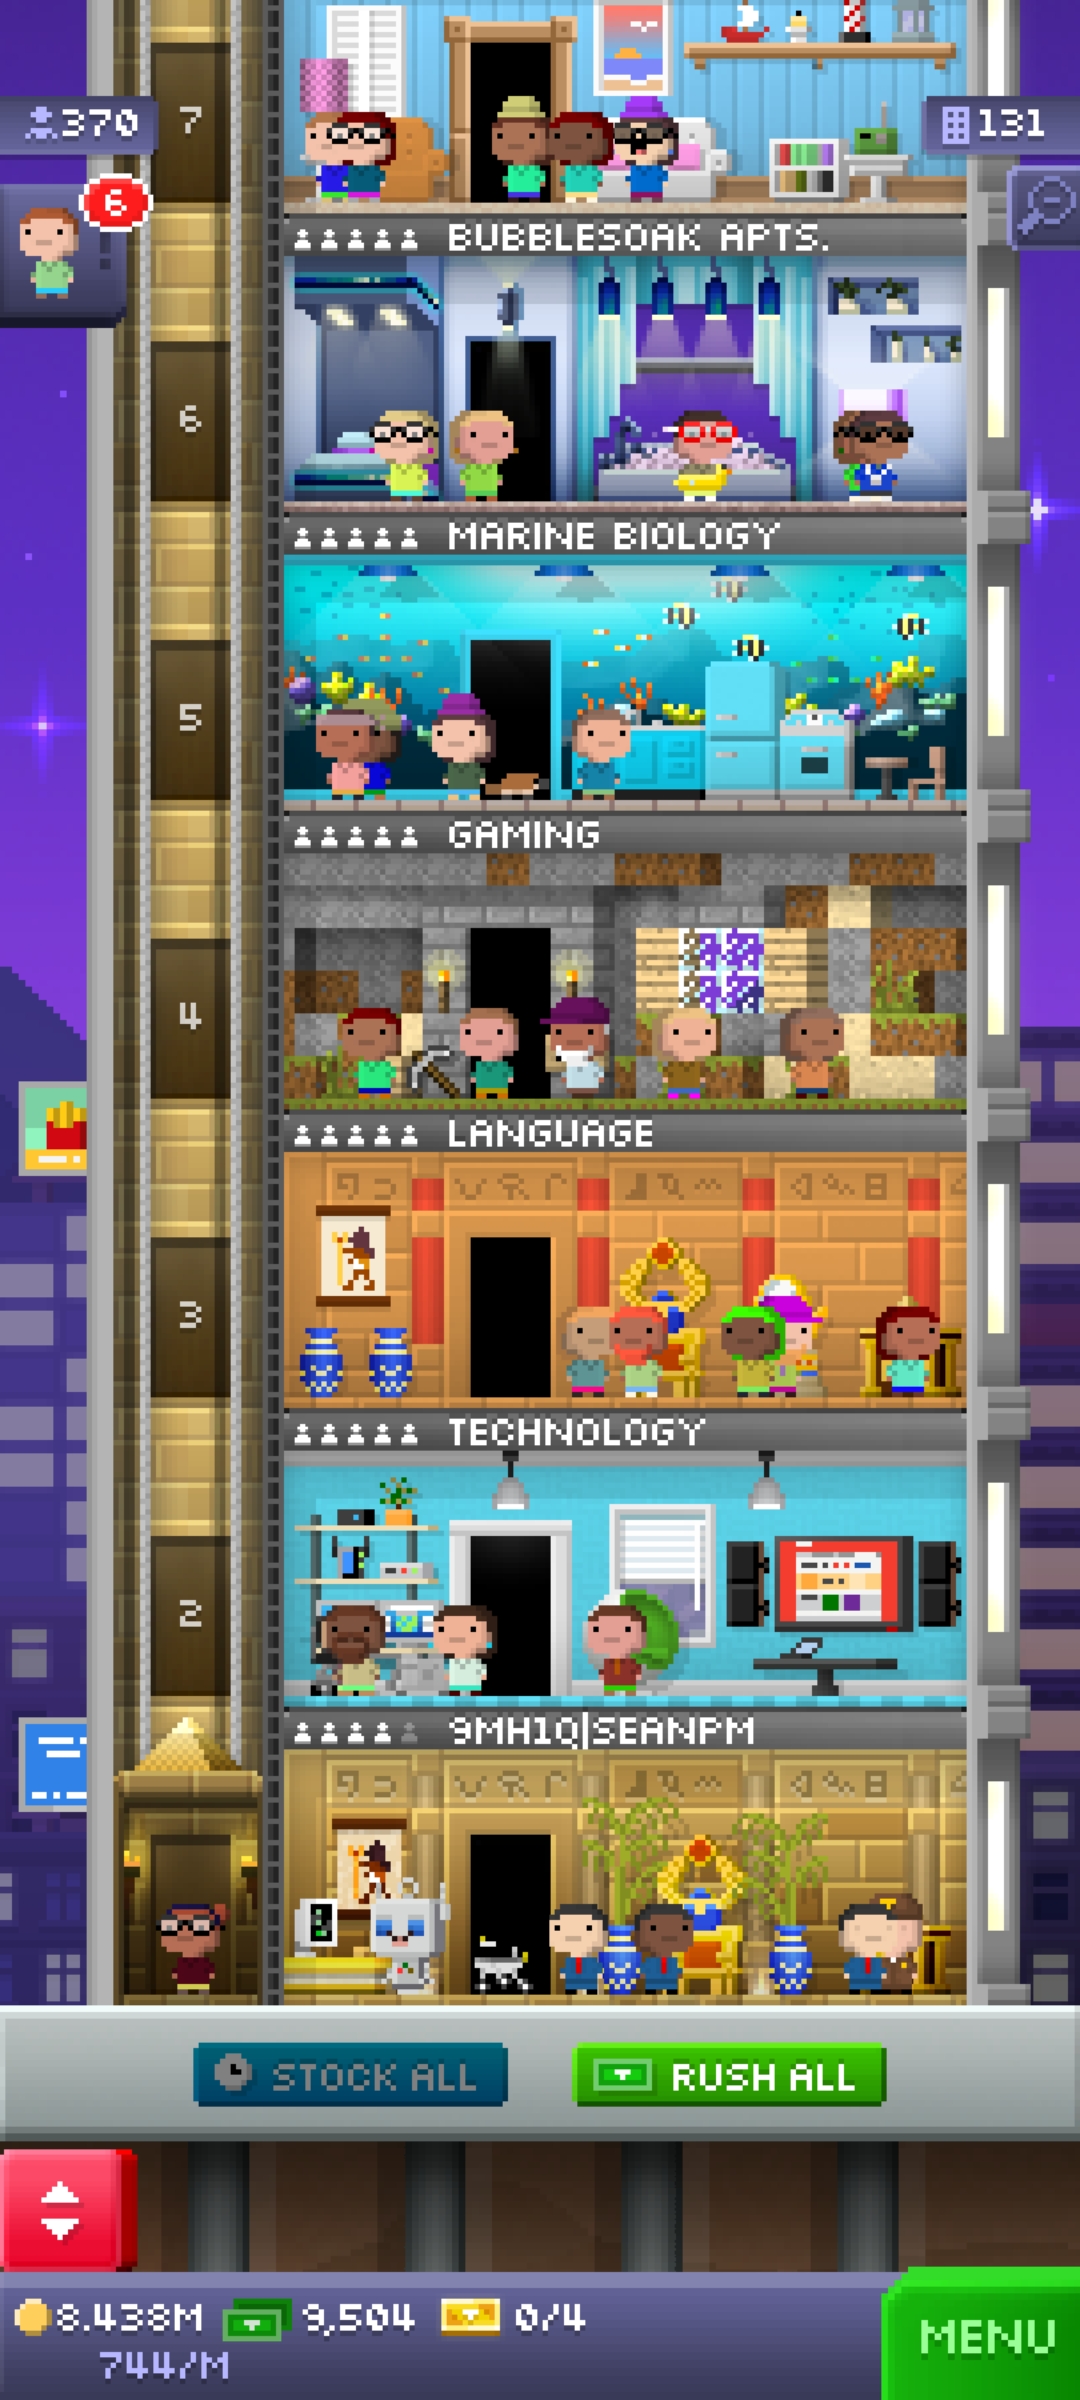 7
370
131
6
BUBBLESOAK APTS.
6
MARINE BIOLOGY
5
GAMING
4
LANGUAGE
3
TECHNOLOGY
2
9MH1Q|SEANPM
STOCK ALL
RUSH ALL
8.438M
9,504
0/4
744/M
MENU